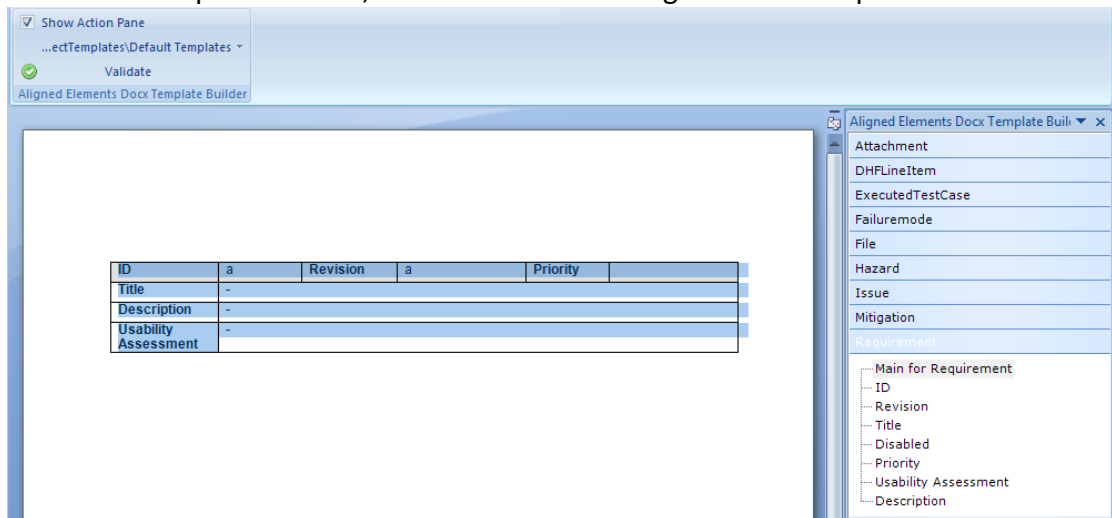 Show Action Pane
...ectTemplates\Default Templates
Validate
Aligned Elements Docx Template Builder
ID a Revision a Priority
Title -
Description -
Usability Assessment -
Aligned Elements Docx Template Buil
Attachment
DHFLineItem
ExecutedTestCase
Failuremode
File
Hazard
Issue
Mitigation
Requirement
Main for Requirement
ID
Revision
Title
Disabled
Priority
Usability Assessment
Description